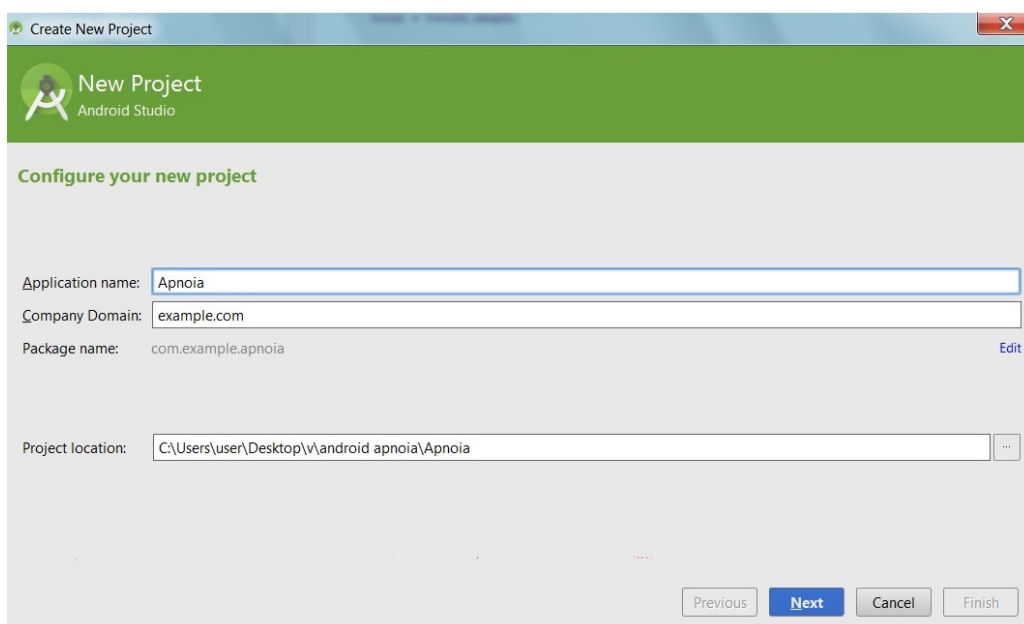 Create New Project
X
New Project
Android Studio
Configure your new project
Application name: Apnoia
Company Domain: example.com
Package name: com.example.apnoia Edit
Project location: C:\Users\user\Desktop\v\android apnoia\Apnoia ...
Previous Next Cancel Finish